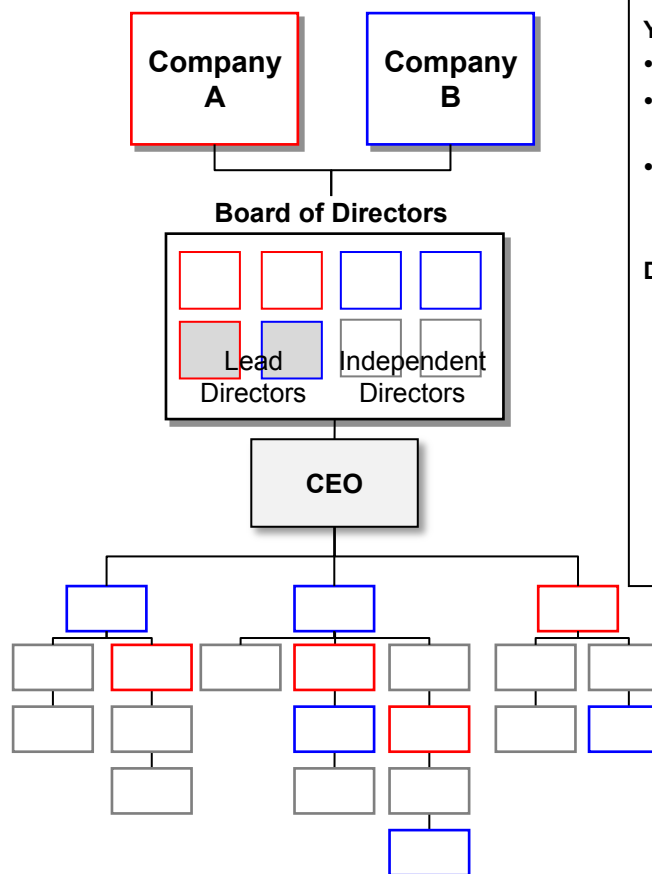 Company
A
Company
B
Board of Directors
Lead
Directors
Independent
Directors
CEO
Y
•
•
•
D